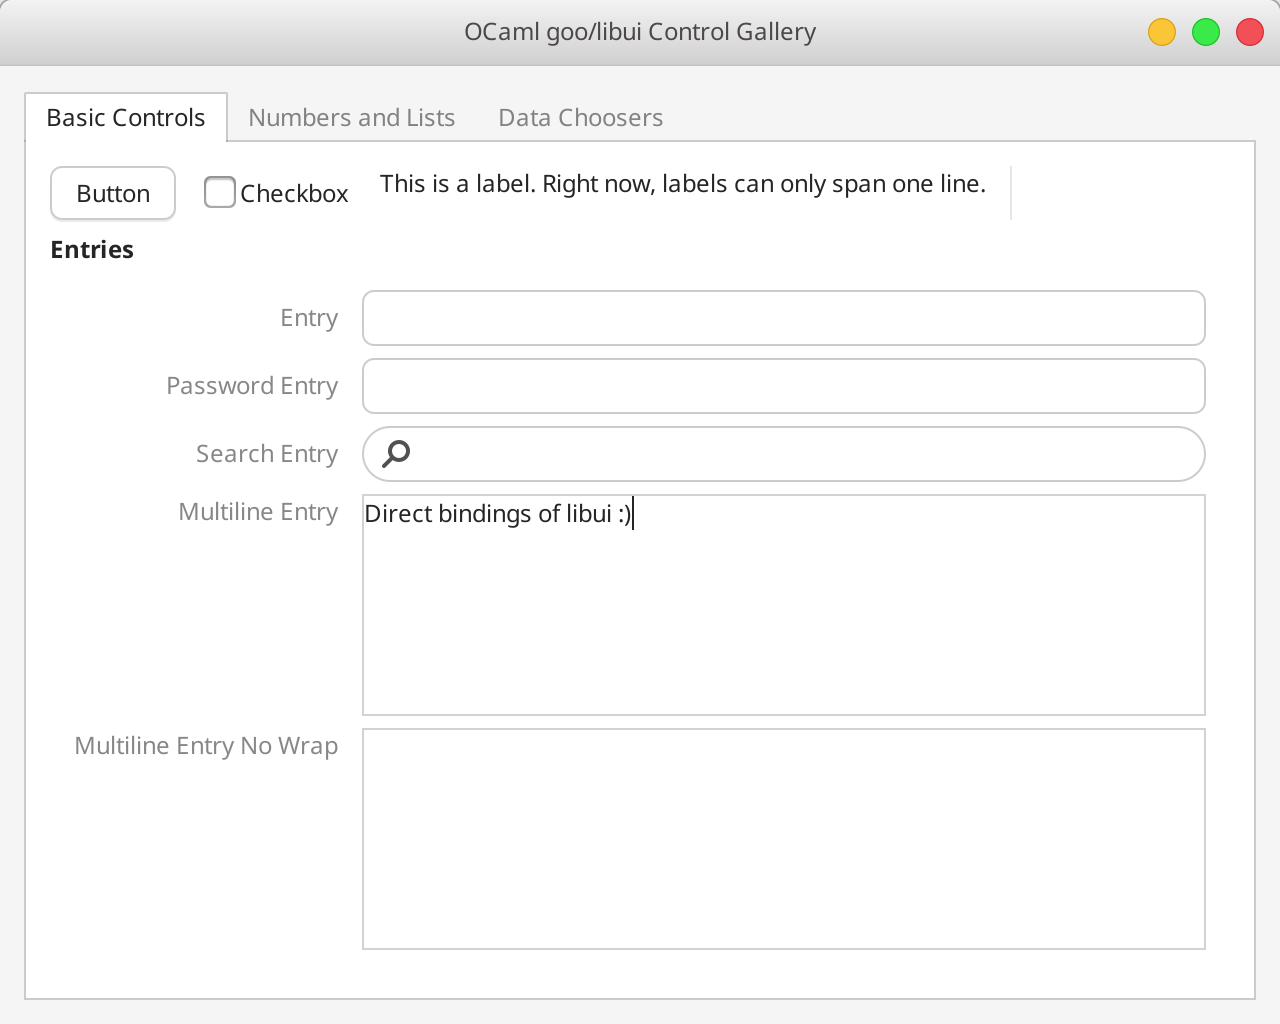 OCaml goo/libui Control Gallery
Basic Controls Numbers and Lists Data Choosers
Button Checkbox This is a label. Right now, labels can only span one line.
Entries
Entry
Password Entry
Search Entry
Multiline Entry Direct bindings of libui :)
Multiline Entry No Wrap